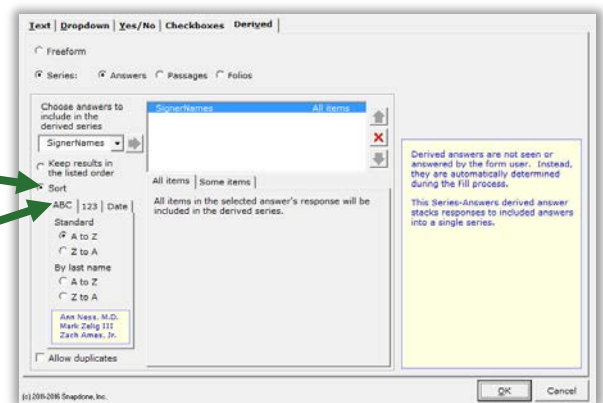 Text | Dropdown | Yes/No | Checkboxes | Derived
Freeform
Series: Answers Passages Folios
Choose answers to
include in the
derived series
SignerNames
Keep results in
the listed order
Sort
ABC | 123 | Date
Standard
A to Z
Z to A
By last name
A to Z
Z to A
Ann Ness, M.D.
Mark Zelig III
Zach Ames, Jr.
Allow duplicates
SignerNames All items
All items | Some items
All items in the selected answer's response will be
included in the derived series.
Derived answers are not seen or
answered by the form user. Instead,
they are automatically determined
during the Fill process.
This Series-Answers derived answer
stacks responses to included answers
into a single series.
(c) 2011-2016 Snapdone, Inc.
OK Cancel